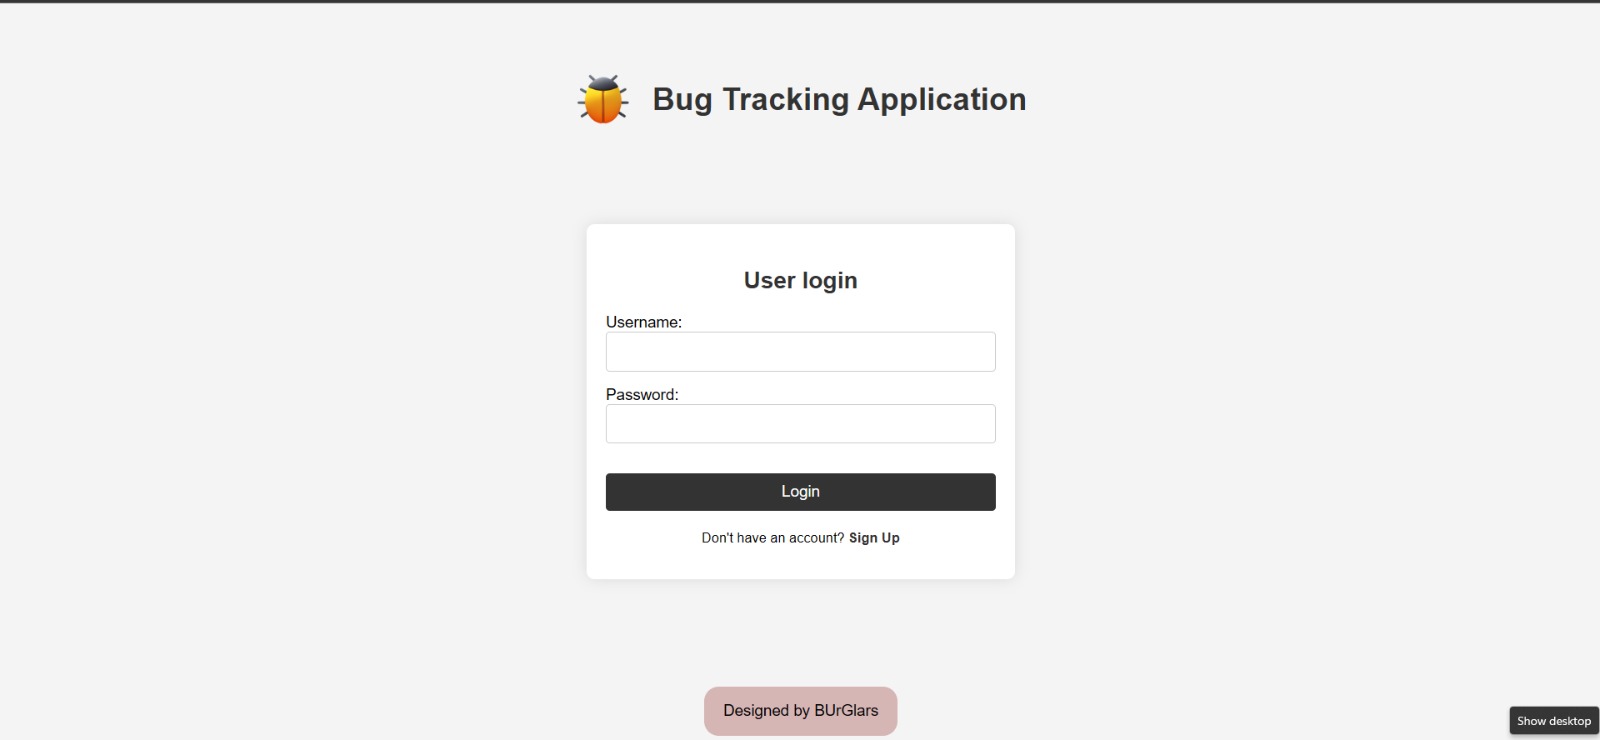 Bug Tracking Application
User login
Username:
Password:
Login
Don't have an account? Sign Up
Designed by BUrGlars
Show desktop